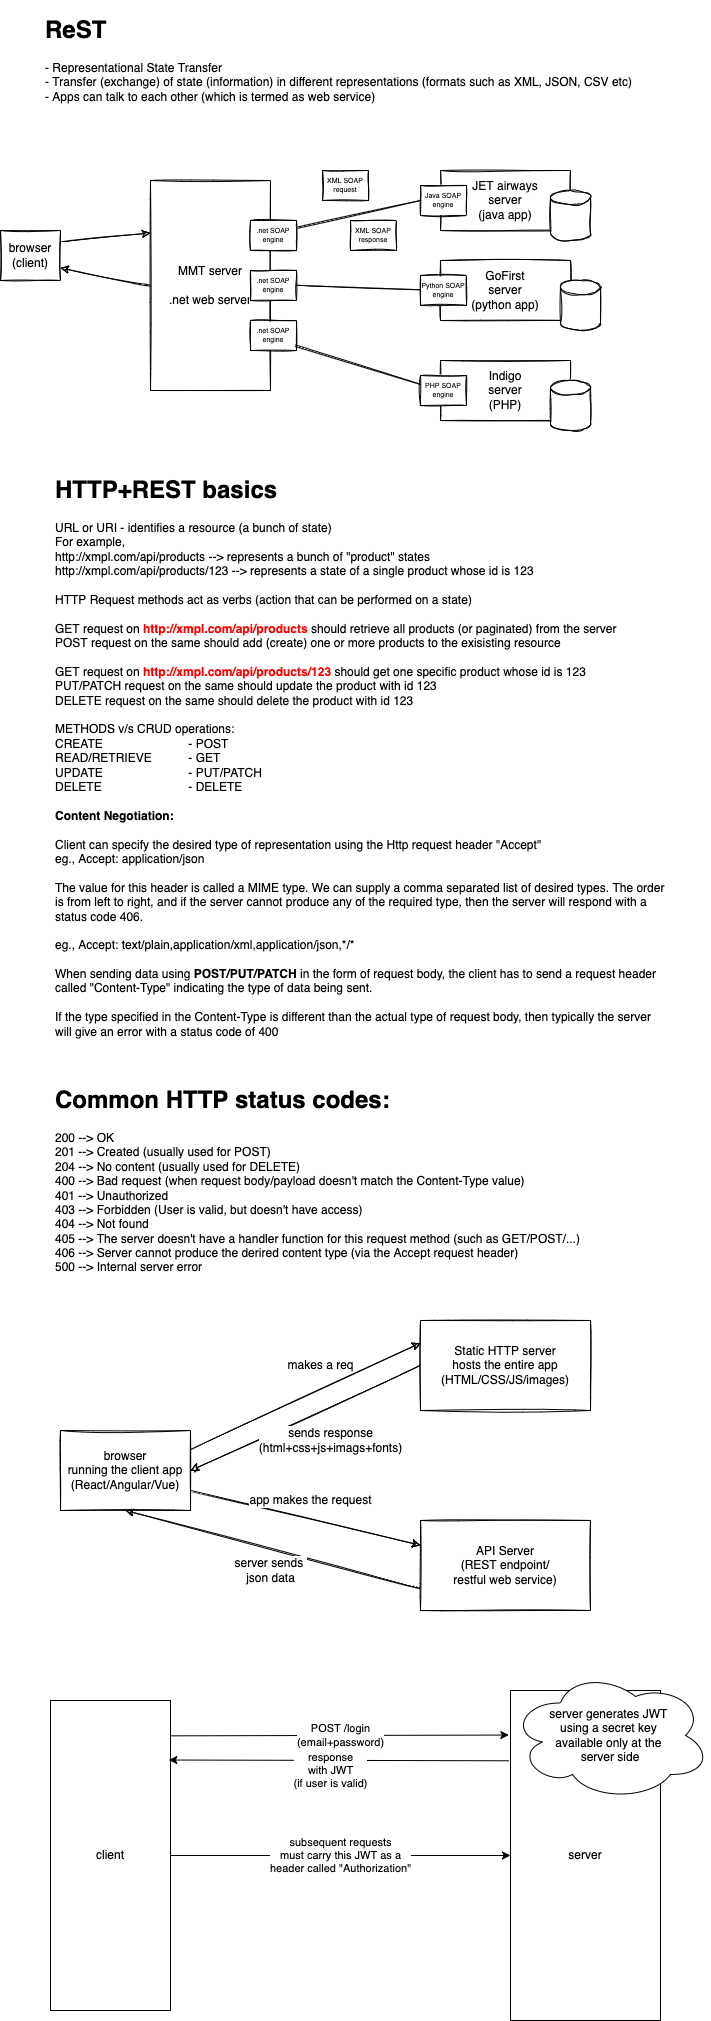 ReST
- Representational State Transfer
- Transfer (exchange) of state (information) in different representations (formats such as XML, JSON, CSV etc)
- Apps can talk to each other (which is termed as web service)
XML SOAP
request
JET airways
server
(java app)
Java SOAP
engine
.net SOAP
engine
XML SOAP
response
browser
(client)
MMT server
.net web server
.net SOAP
engine
Python SOAP
engine
GoFirst
server
(python app)
.net SOAP
engine
PHP SOAP
engine
Indigo
server
(PHP)
HTTP+REST basics
URL or URI - identifies a resource (a bunch of state)
For example,
http://xmpl.com/api/products --> represents a bunch of "product" states
http://xmpl.com/api/products/123 --> represents a state of a single product whose id is 123
HTTP Request methods act as verbs (action that can be performed on a state)
GET request on http://xmpl.com/api/products should retrieve all products (or paginated) from the server
POST request on the same should add (create) one or more products to the exisisting resource
GET request on http://xmpl.com/api/products/123 should get one specific product whose id is 123
PUT/PATCH request on the same should update the product with id 123
DELETE request on the same should delete the product with id 123
METHODS v/s CRUD operations:
CREATE - POST
READ/RETRIEVE - GET
UPDATE - PUT/PATCH
DELETE - DELETE
Content Negotiation:
Client can specify the desired type of representation using the Http request header "Accept"
eg., Accept: application/json
The value for this header is called a MIME type. We can supply a comma separated list of desired types. The order
is from left to right, and if the server cannot produce any of the required type, then the server will respond with a
status code 406.
eg., Accept: text/plain,application/xml,application/json,*/*
When sending data using POST/PUT/PATCH in the form of request body, the client has to send a request header
called "Content-Type" indicating the type of data being sent.
If the type specified in the Content-Type is different than the actual type of request body, then typically the server
will give an error with a status code of 400
Common HTTP status codes:
200 --> OK
201 --> Created (usually used for POST)
204 --> No content (usually used for DELETE)
400 --> Bad request (when request body/payload doesn't match the Content-Type value)
401 --> Unauthorized
403 --> Forbidden (User is valid, but doesn't have access)
404 --> Not found
405 --> The server doesn't have a handler function for this request method (such as GET/POST/...)
406 --> Server cannot produce the derired content type (via the Accept request header)
500 --> Internal server error
Static HTTP server
hosts the entire app
(HTML/CSS/JS/images)
makes a req
sends response
(html+css+js+imags+fonts)
browser
running the client app
(React/Angular/Vue)
app makes the request
API Server
(REST endpoint/
restful web service)
server sends
json data
server generates JWT
using a secret key
available only at the
server side
POST /login
(email+password)
response
with JWT
(if user is valid)
client
subsequent requests
must carry this JWT as a
header called "Authorization"
server